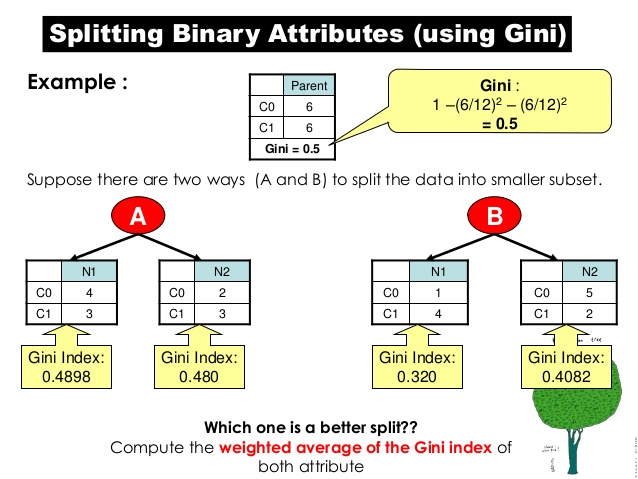 Splitting Binary Attributes (using Gini)
Example :
Parent
C0 6
C1 6
Gini = 0.5
Gini :
1 –(6/12)² – (6/12)²
= 0.5
Suppose there are two ways (A and B) to split the data into smaller subset.
A
B
N1
C0 4
C1 3
N2
C0 2
C1 3
N1
C0 1
C1 4
N2
C0 5
C1 2
Gini Index:
0.4898
Gini Index:
0.480
Gini Index:
0.320
Gini Index:
0.4082
tree
Which one is a better split??
Compute the weighted average of the Gini index of
both attribute